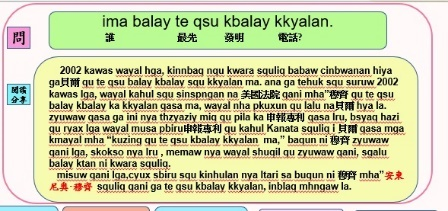 問
ima balay te qsu kbalay kkyalan.
誰 最先 發明 電話?
閱讀
分享
2002 kawas wayal hga, kinnbaq nqu kwara squliq babaw cinbwanan hiya
ga貝爾 qu te qsu balay kbalay squ kkyalan ma. ana ga tehuk squ suruw 2002
kawas lga, wayal kahul squ sinspngan na 美國法院 qani mha”穆齊 qu te qsu
balay kbalay ka kkyalan qasa ma, wayal nha pkuxun qu lalu na貝爾 hya la.
zyuwaw qasa ga ini nya thzyaziy miq qu pila ka 申報專利 qasa lru, bsyaq hazi
qu ryax lga wayal musa pbiru申報專利 qu kahul Kanata squliq i 貝爾 qasa mqa
kmayal mha “kuzing qu te qsu kbalay kkyalan  ma,” baqun ni 穆齊 zyuwaw
qani lga, skokso nya lru , memaw nya wayal shuqil qu zyuwaw qani, sgalu
balay ktan ni kwara squliq.
misuw qani lga,cyux sbiru squ kinhulan nya ltari sa buqun ni 穆齊 mha”安東
尼奧·穆齊 squliq qani ga te qsu kbalay kkyalan, inblaq mhngaw la.